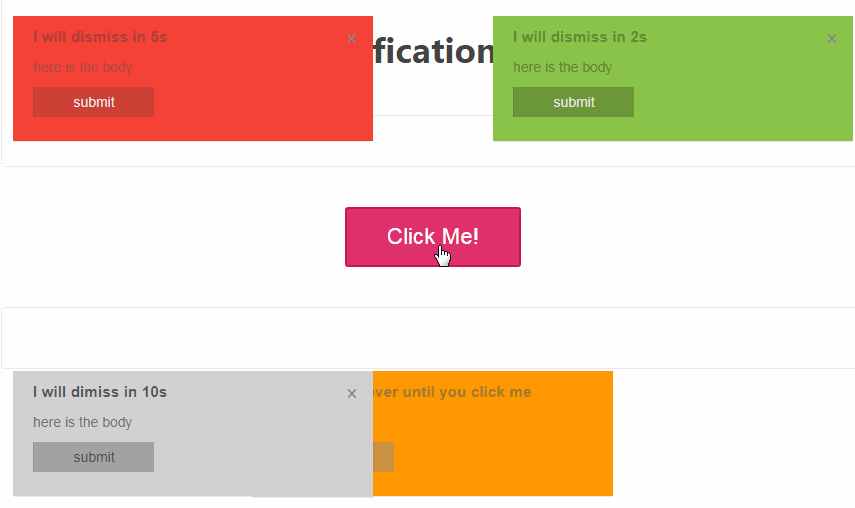 I will dismiss in 5s
×
here is the body
submit
fication
I will dismiss in 2s
×
here is the body
submit
Click Me!
I will dimiss in 10s
×
here is the body
submit
ever until you click me